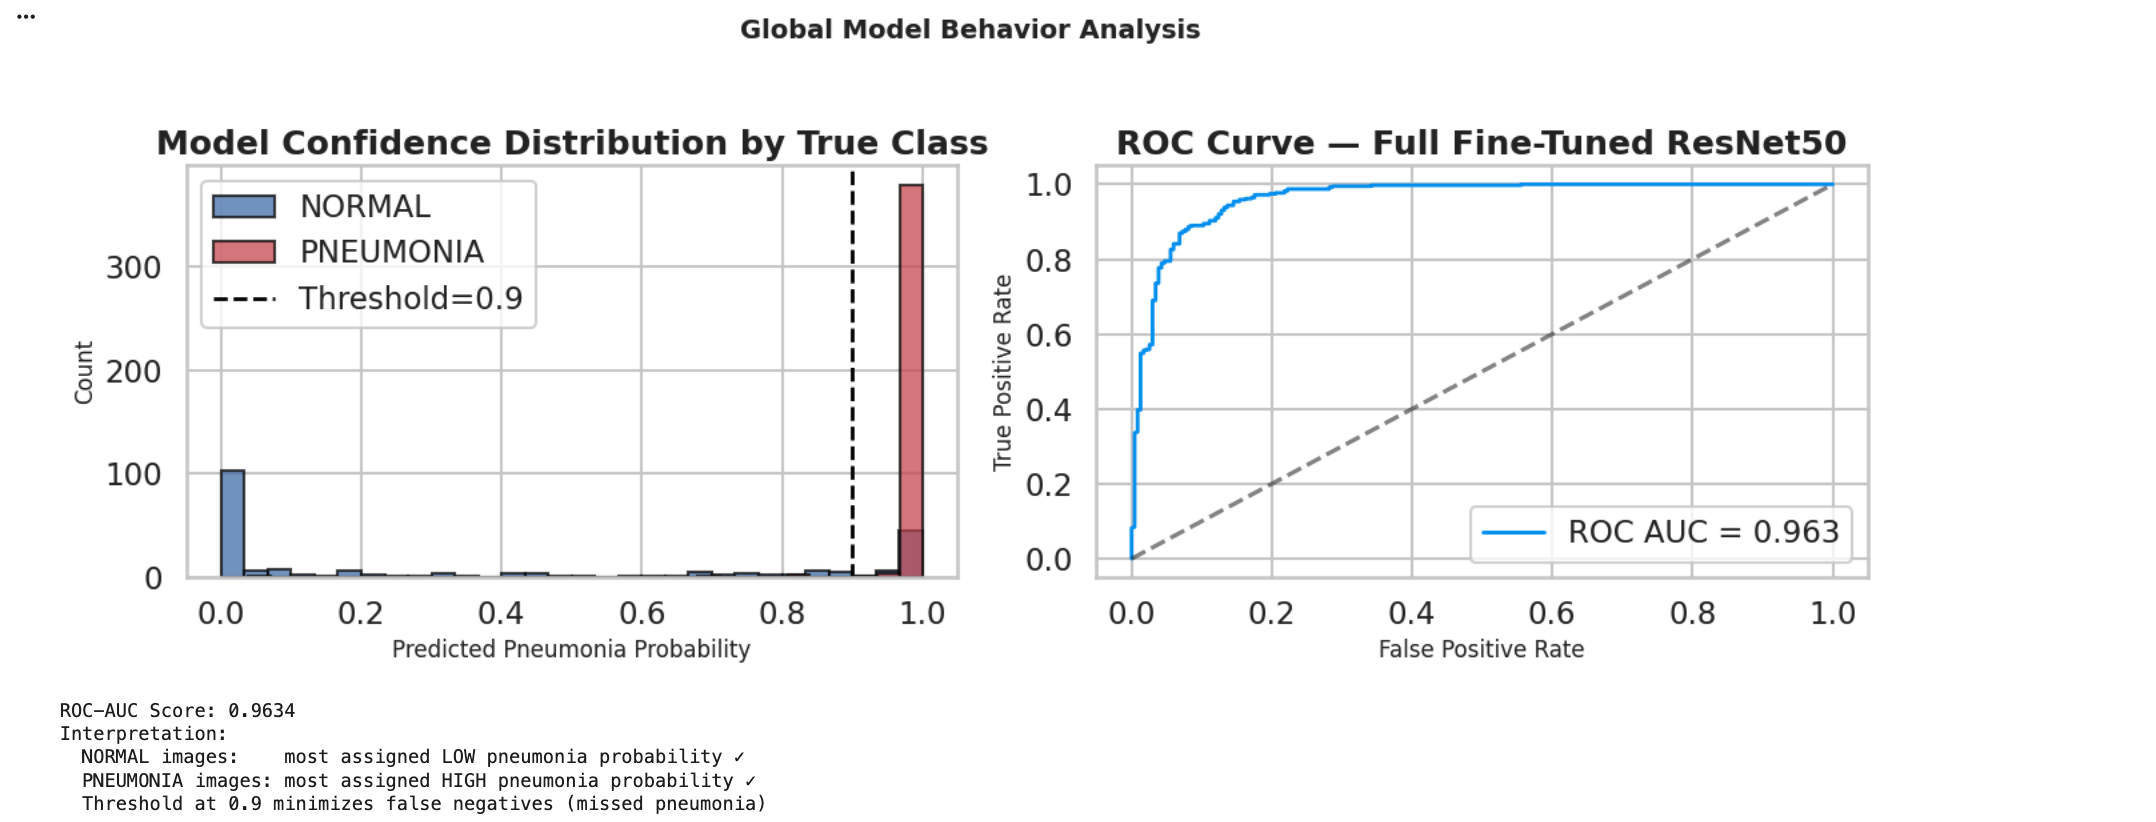 ...
Global Model Behavior Analysis
Model Confidence Distribution by True Class
NORMAL
PNEUMONIA
Threshold=0.9
Count
300
200
100
0
0.0 0.2 0.4 0.6 0.8 1.0
Predicted Pneumonia Probability
ROC Curve — Full Fine-Tuned ResNet50
True Positive Rate
1.0
0.8
0.6
0.4
0.2
0.0
ROC AUC = 0.963
0.0 0.2 0.4 0.6 0.8 1.0
False Positive Rate
ROC-AUC Score: 0.9634
Interpretation:
NORMAL images: most assigned LOW pneumonia probability ✓
PNEUMONIA images: most assigned HIGH pneumonia probability ✓
Threshold at 0.9 minimizes false negatives (missed pneumonia)